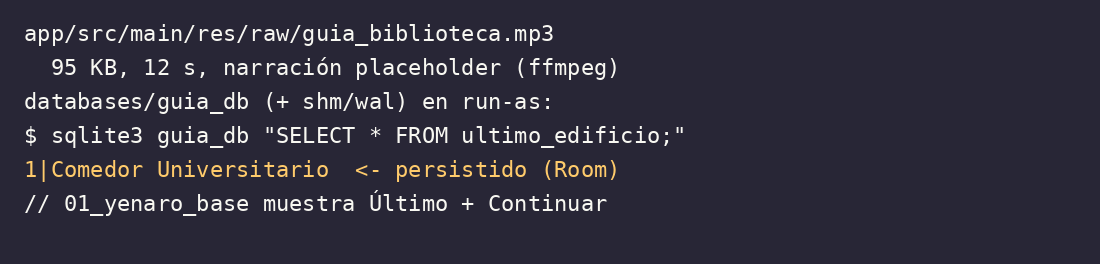 app/src/main/res/raw/guia_biblioteca.mp3
  95 KB, 12 s, narración placeholder (ffmpeg)
databases/guia_db (+ shm/wal) en run-as:
$ sqlite3 guia_db "SELECT * FROM ultimo_edificio;"
1|Comedor Universitario  <- persistido (Room)
// 01_yenaro_base muestra Último + Continuar